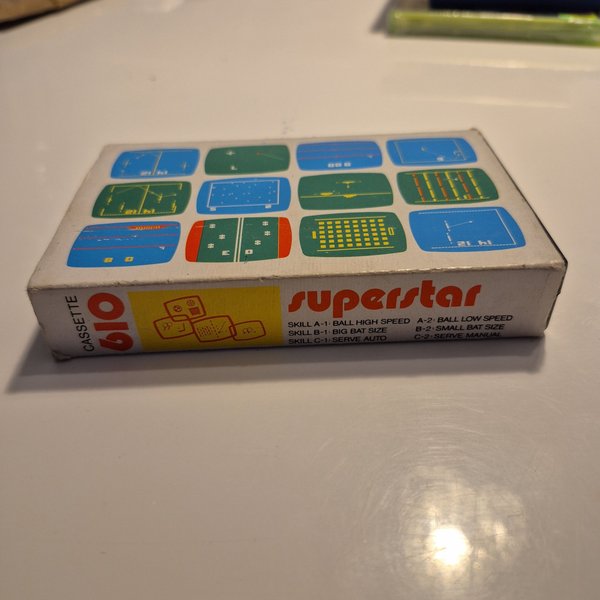 CASSETTE
610
superstar
SKILL A-1· BALL HIGH SPEED A-2· BALL LOW SPEED
SKILL B-1· BIG BAT SIZE B-2· SMALL BAT SIZE
SKILL C-1· SERVE AUTO C-2· SERVE MANUAL